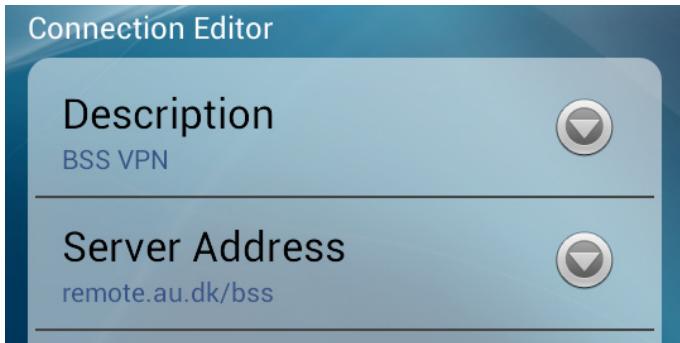 Connection Editor
Description
BSS VPN
Server Address
remote.au.dk/bss